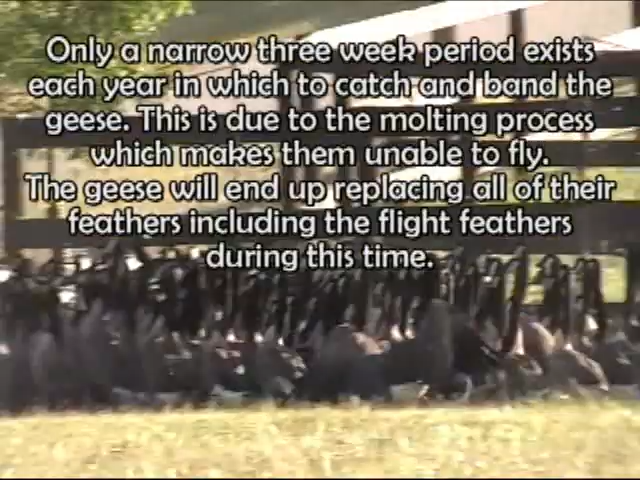 Only a narrow three week period exists
each year in which to catch and band the
geese. This is due to the molting process
which makes them unable to fly.
The geese will end up replacing all of their
feathers including the flight feathers
during this time.